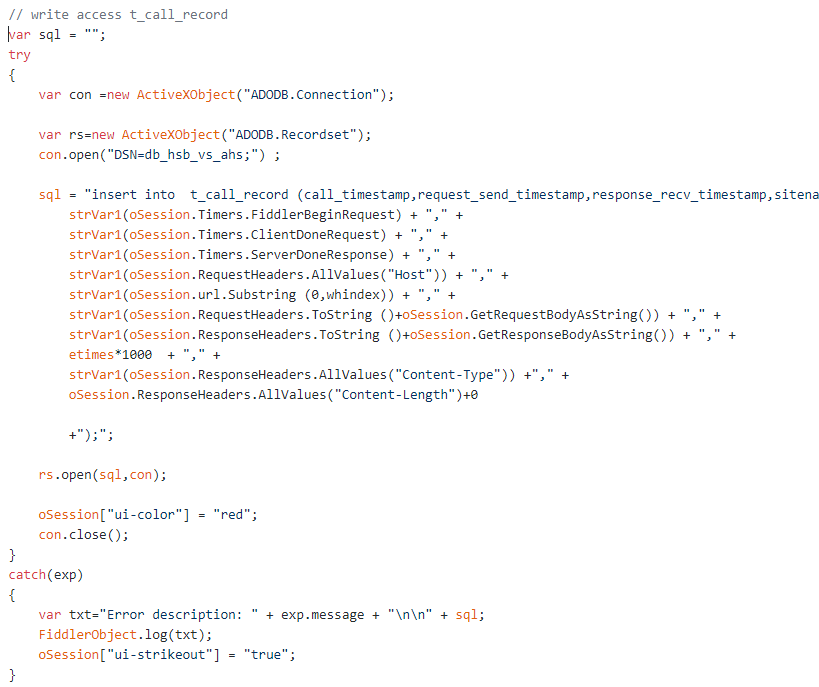 // write access t_call_record
var sql = "";
try
{
    var con =new ActiveXObject("ADODB.Connection");
    var rs=new ActiveXObject("ADODB.Recordset");
    con.open("DSN=db_hsb_vs_ahs;") ;
    sql = "insert into  t_call_record (call_timestamp,request_send_timestamp,response_recv_timestamp,sitena
        strVar1(oSession.Timers.FiddlerBeginRequest) + "," +
        strVar1(oSession.Timers.ClientDoneRequest) + "," +
        strVar1(oSession.Timers.ServerDoneResponse) + "," +
        strVar1(oSession.RequestHeaders.AllValues("Host")) + "," +
        strVar1(oSession.url.Substring (0,whindex)) + "," +
        strVar1(oSession.RequestHeaders.ToString ()+oSession.GetRequestBodyAsString()) + "," +
        strVar1(oSession.ResponseHeaders.ToString ()+oSession.GetResponseBodyAsString()) + "," +
        etimes*1000  + "," +
        strVar1(oSession.ResponseHeaders.AllValues("Content-Type")) +"," +
        oSession.ResponseHeaders.AllValues("Content-Length")+0
        +");";
    rs.open(sql,con);
    oSession["ui-color"] = "red";
    con.close();
}
catch(exp)
{
    var txt="Error description: " + exp.message + "\n\n" + sql;
    FiddlerObject.log(txt);
    oSession["ui-strikeout"] = "true";
}